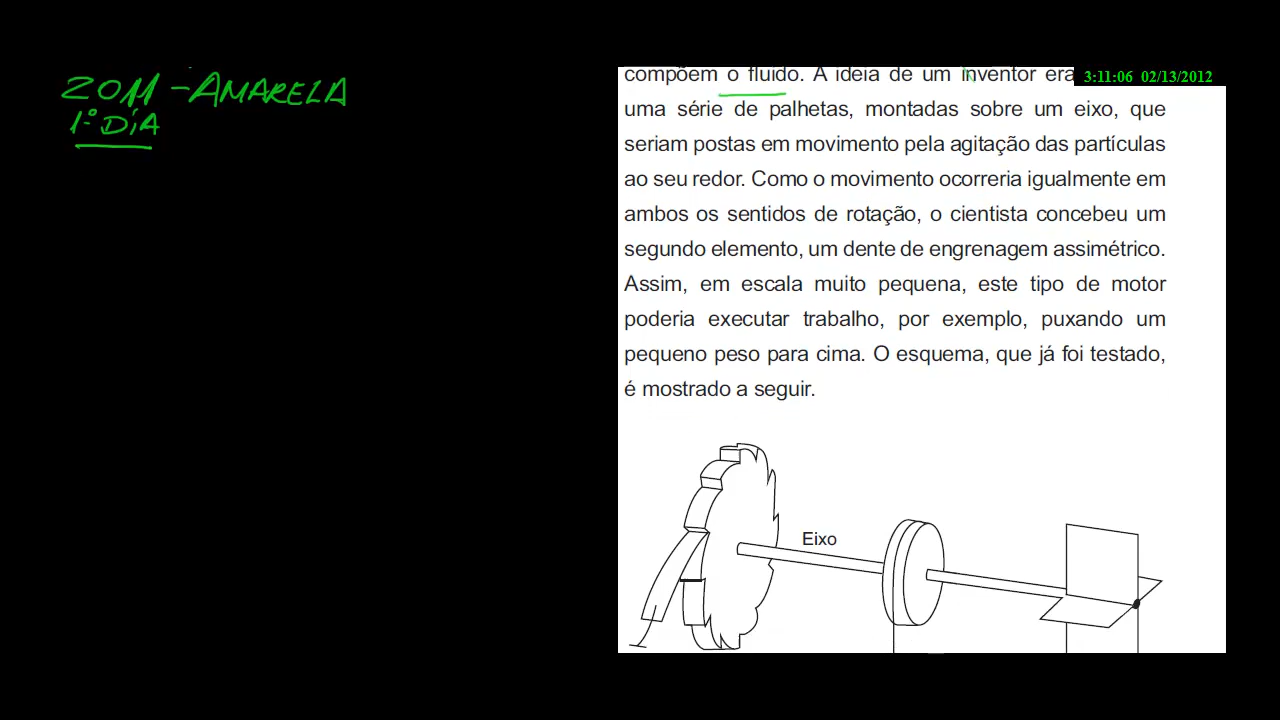 2011 - AMARELA
1º DIA
compõem o fluido. A ideia de um inventor era
3:11:06 02/13/2012
uma série de palhetas, montadas sobre um eixo, que
seriam postas em movimento pela agitação das partículas
ao seu redor. Como o movimento ocorreria igualmente em
ambos os sentidos de rotação, o cientista concebeu um
segundo elemento, um dente de engrenagem assimétrico.
Assim, em escala muito pequena, este tipo de motor
poderia executar trabalho, por exemplo, puxando um
pequeno peso para cima. O esquema, que já foi testado,
é mostrado a seguir.
Eixo